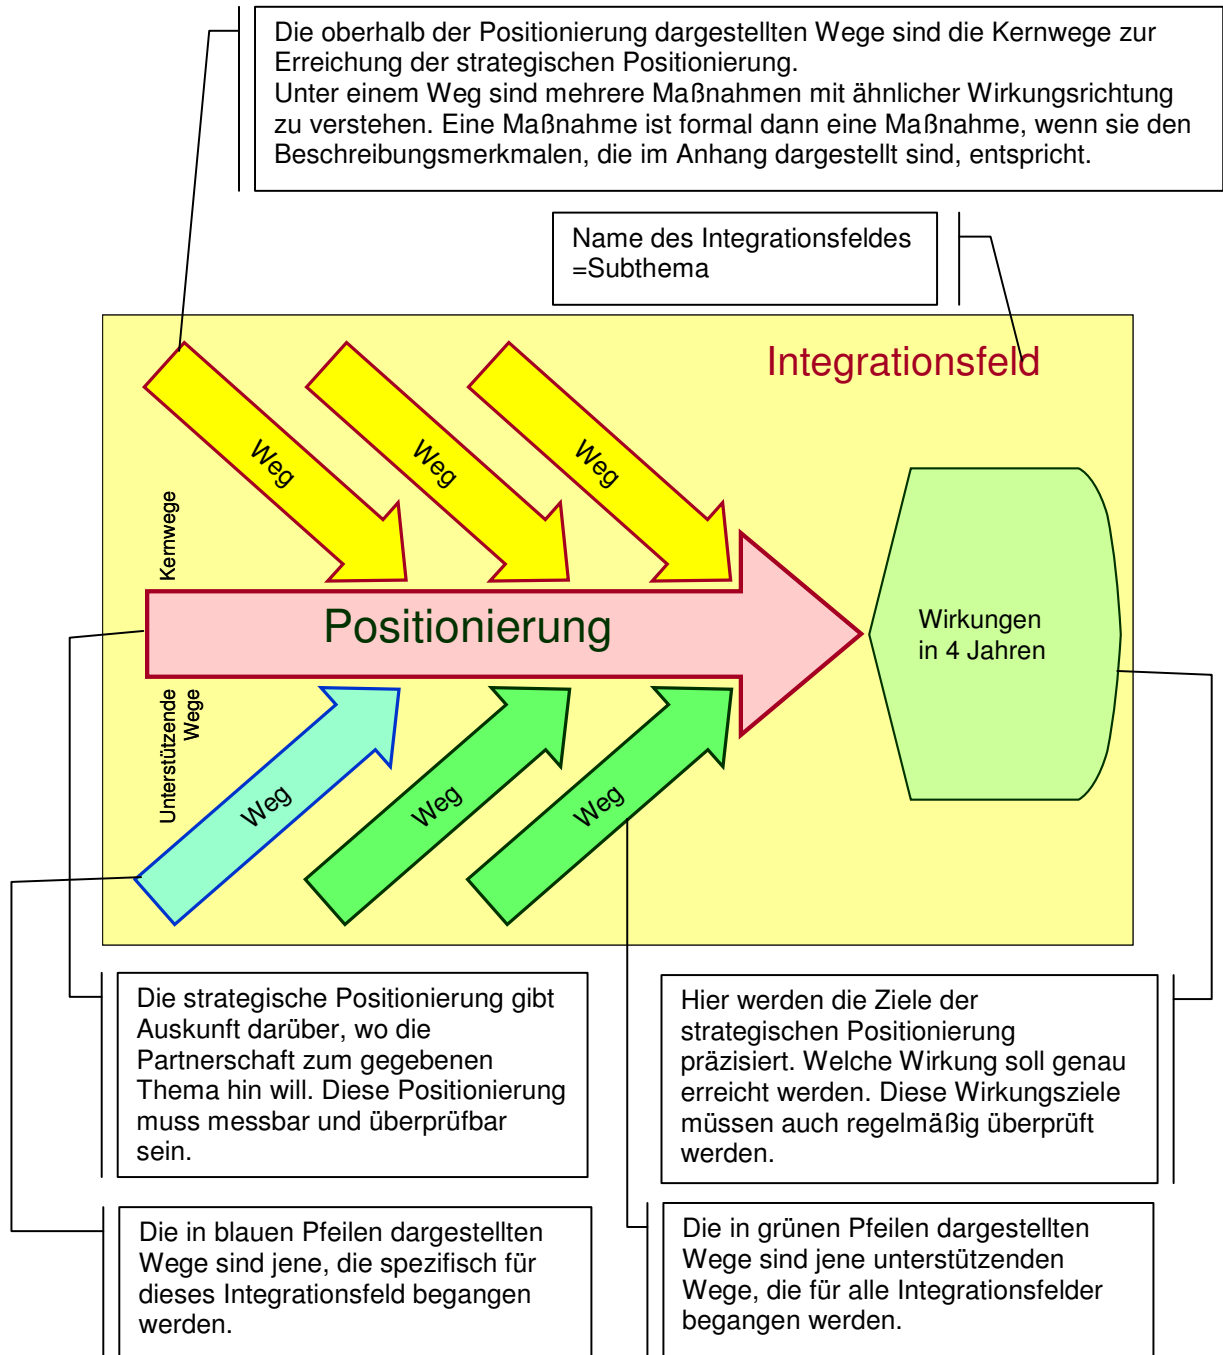 Die oberhalb der Positionierung dargestellten Wege sind die Kernwege zur
Erreichung der strategischen Positionierung.
Unter einem Weg sind mehrere Maßnahmen mit ähnlicher Wirkungsrichtung
zu verstehen. Eine Maßnahme ist formal dann eine Maßnahme, wenn sie den
Beschreibungsmerkmalen, die im Anhang dargestellt sind, entspricht.
Name des Integrationsfeldes
=Subthema
Integrationsfeld
Weg
Weg
Weg
Kernwege
Positionierung
Wirkungen
in 4 Jahren
Unterstützende
Wege
Weg
Weg
Weg
Die strategische Positionierung gibt
Auskunft darüber, wo die
Partnerschaft zum gegebenen
Thema hin will. Diese Positionierung
muss messbar und überprüfbar
sein.
Hier werden die Ziele der
strategischen Positionierung
präzisiert. Welche Wirkung soll genau
erreicht werden. Diese Wirkungsziele
müssen auch regelmäßig überprüft
werden.
Die in blauen Pfeilen dargestellten
Wege sind jene, die spezifisch für
dieses Integrationsfeld begangen
werden.
Die in grünen Pfeilen dargestellten
Wege sind jene unterstützenden
Wege, die für alle Integrationsfelder
begangen werden.